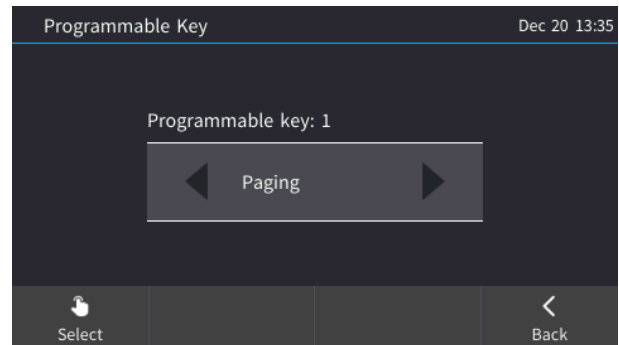 Programmable Key
Dec 20 13:35
Programmable key: 1
Paging
Select
Back